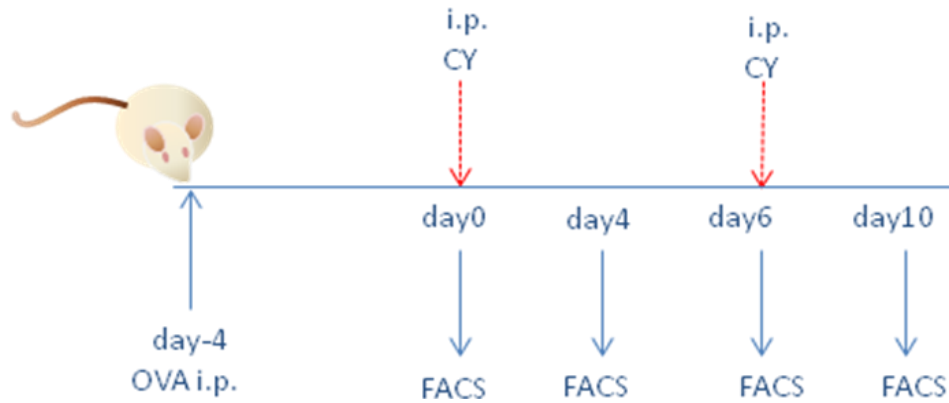 i.p.
CY
i.p.
CY
day0
day4
day6
day10
day-4
OVA i.p.
FACS
FACS
FACS
FACS